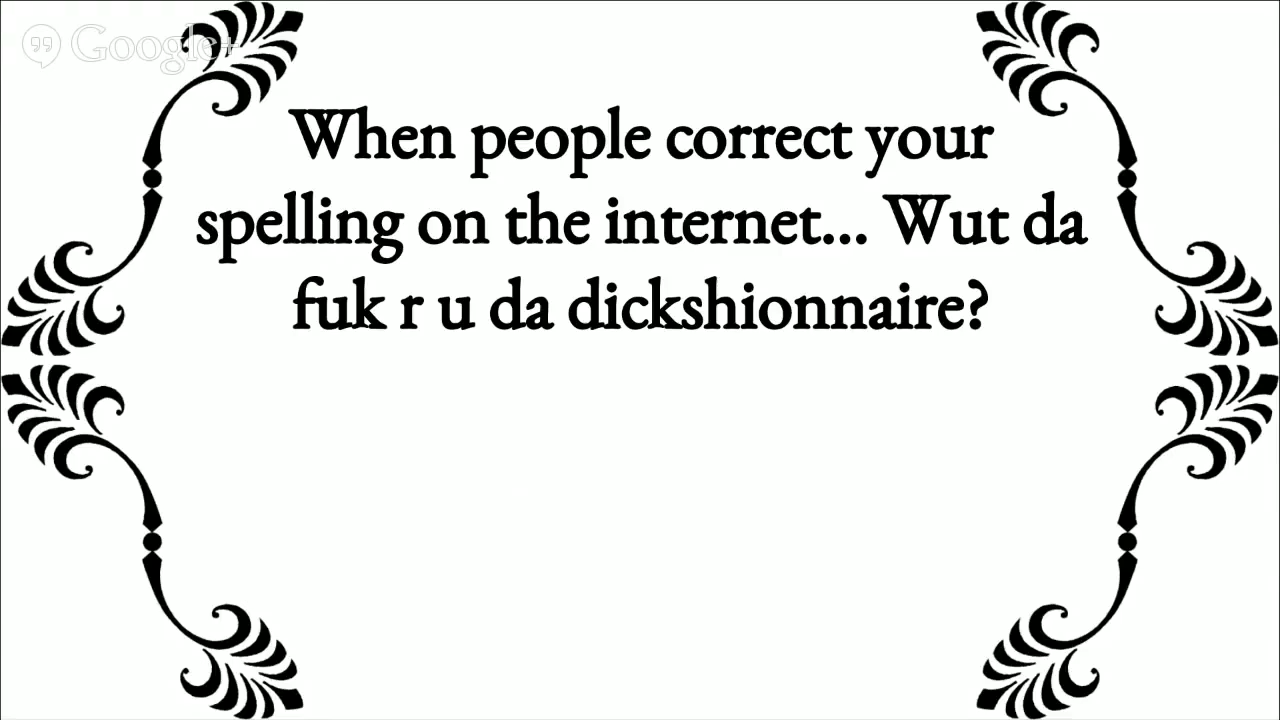 Google+
When people correct your
spelling on the internet... Wut da
fuk r u da dickshionnaire?